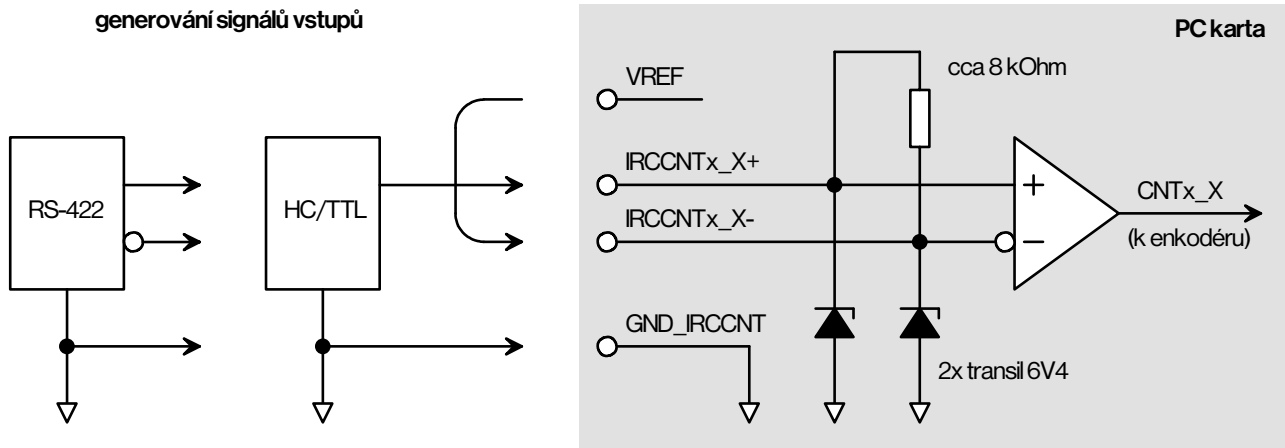 generování signálů vstupů
PC karta
VREF
cca 8 kOhm
IRCCNTx_X+
RS-422
HC/TTL
+
CNTx_X
IRCCNTx_X-
−
(k enkodéru)
GND_IRCCNT
2x transil 6V4